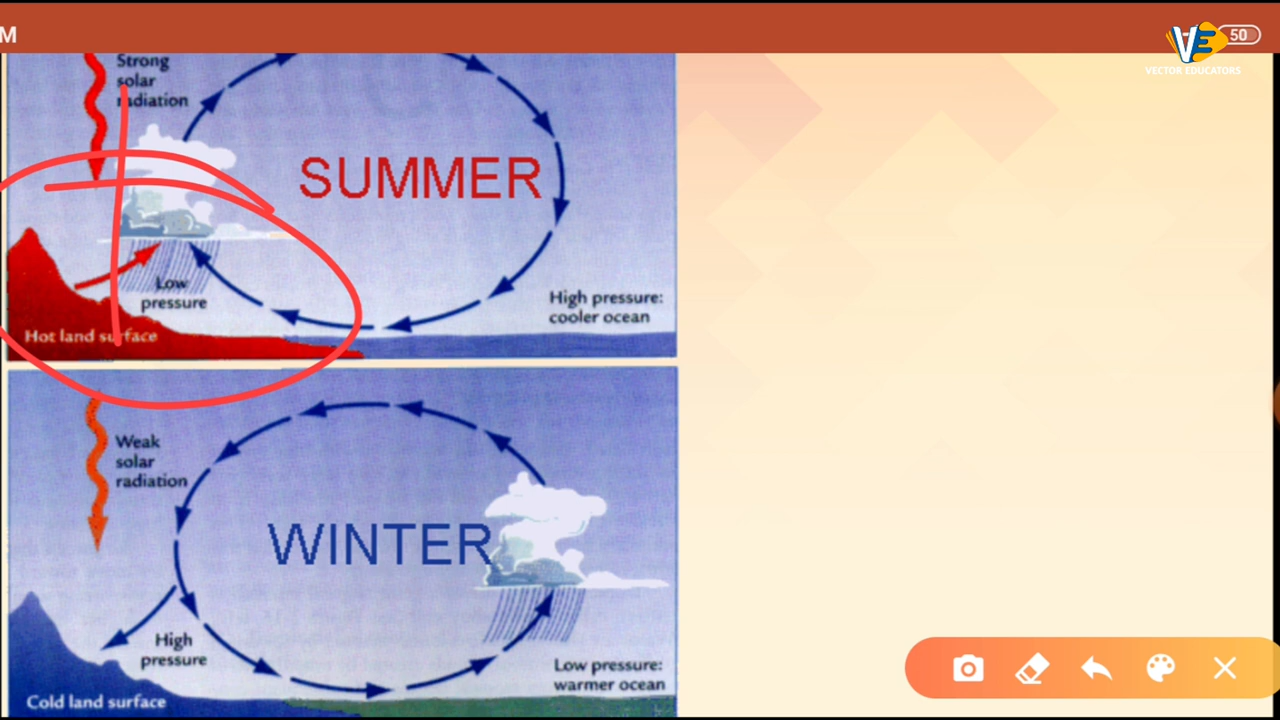 M
VE
50
VECTOR EDUCATORS
Strong
solar
radiation
SUMMER
Low
pressure
High pressure:
cooler ocean
Hot land surface
Weak
solar
radiation
WINTER
High
pressure
Low pressure:
warmer ocean
Cold land surface